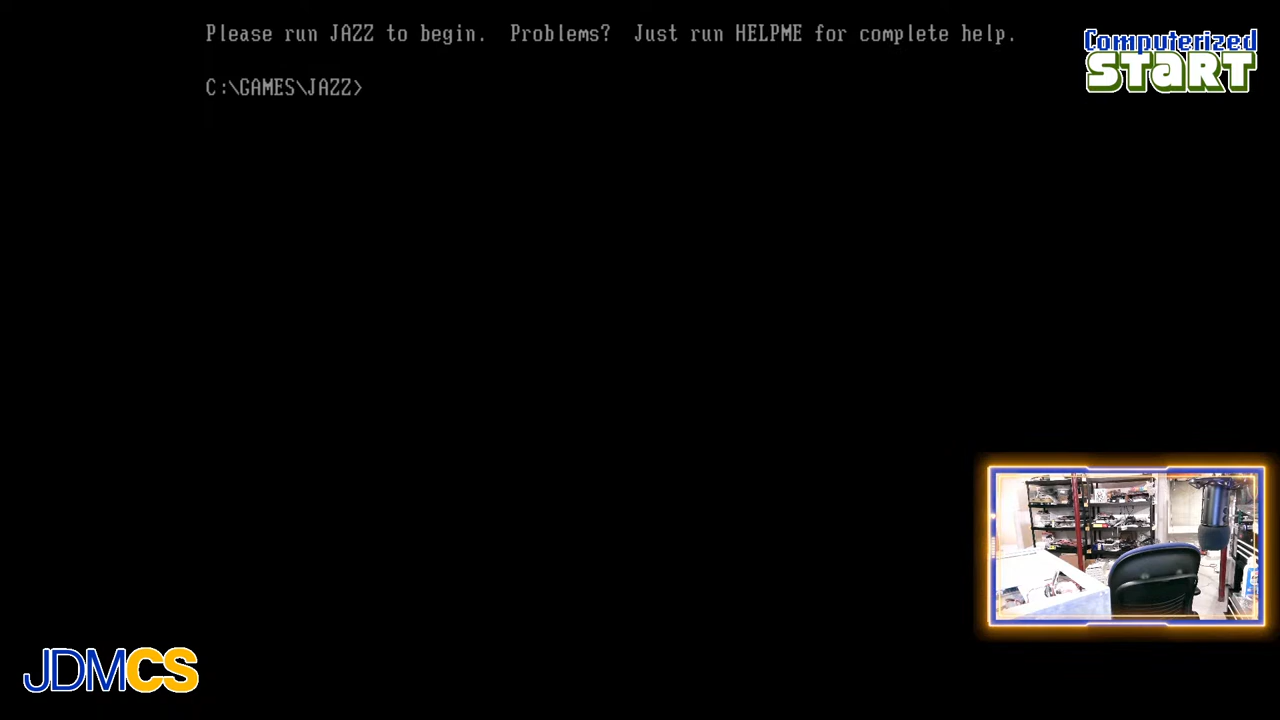 Please run JAZZ to begin.  Problems?  Just run HELPME for complete help.
C:\GAMES\JAZZ>
Computerized
START
JDMCS